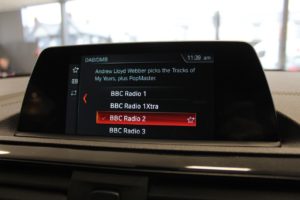 DAB/DMB 11:39 am
Andrew Lloyd Webber picks the Tracks of
My Years, plus PopMaster.
BBC Radio 1
BBC Radio 1Xtra
BBC Radio 2
BBC Radio 3